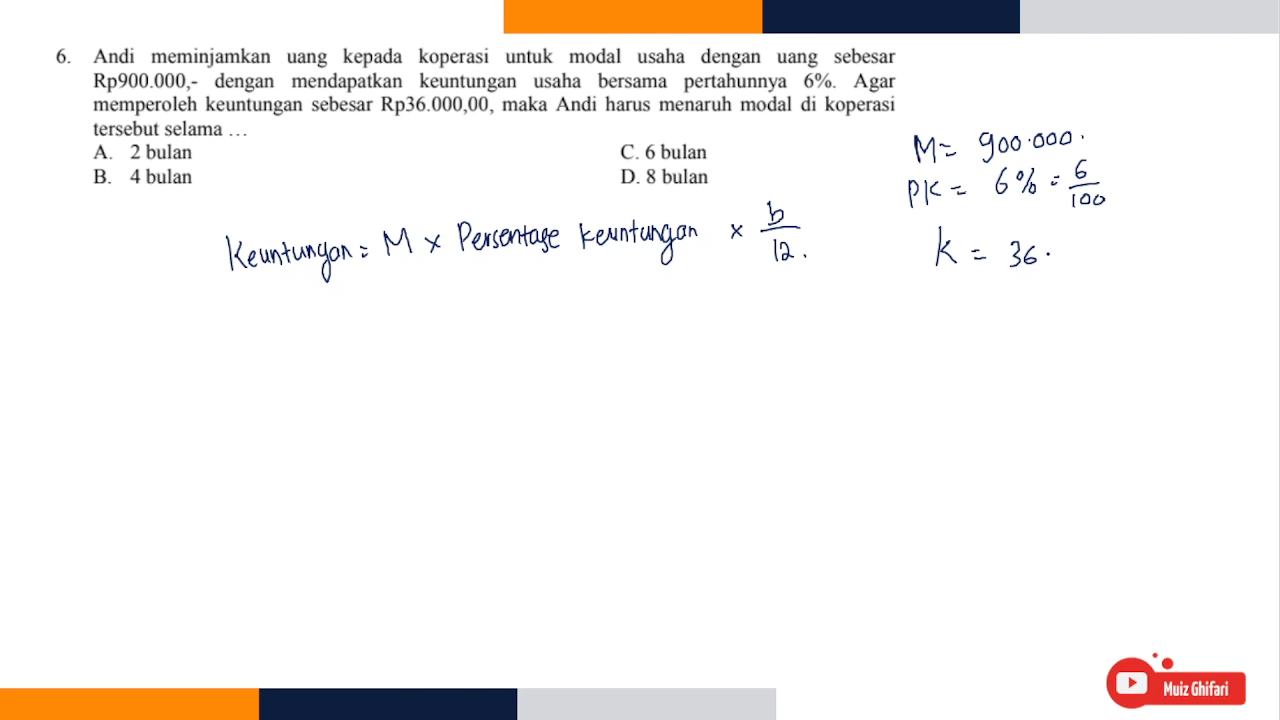 6. Andi meminjamkan uang kepada koperasi untuk modal usaha dengan uang sebesar
Rp900.000,- dengan mendapatkan keuntungan usaha bersama pertahunnya 6%. Agar
memperoleh keuntungan sebesar Rp36.000,00, maka Andi harus menaruh modal di koperasi
tersebut selama …
A. 2 bulan
B. 4 bulan
C. 6 bulan
D. 8 bulan
Keuntungan = M x Persentase keuntungan x b/12.
M = 900.000.
PK = 6% = 6/100
K = 36.
Muiz Ghifari